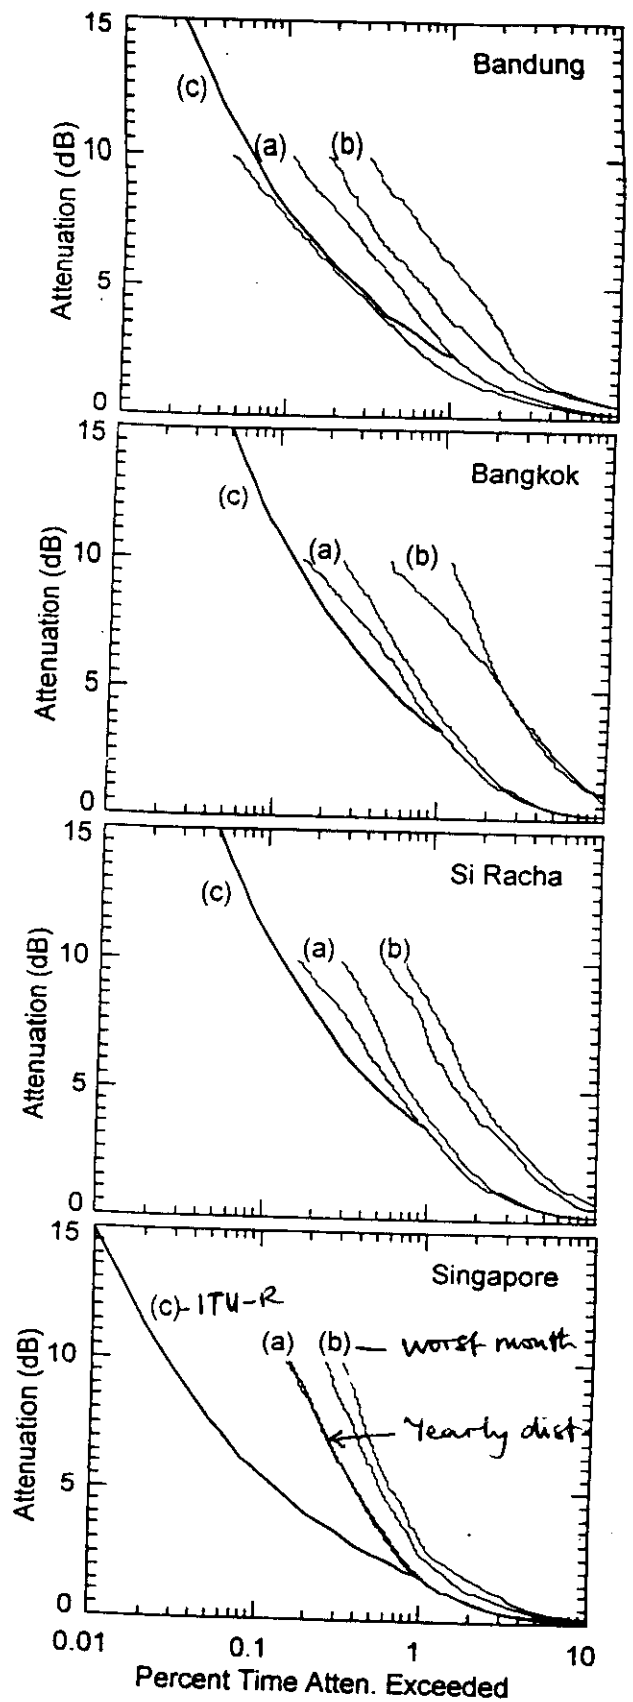 15
Bandung
(c)
(a)
(b)
10
Attenuation (dB)
5
0
15
Bangkok
(c)
(a)
(b)
10
Attenuation (dB)
5
0
15
Si Racha
(c)
(a)
(b)
10
Attenuation (dB)
5
0
15
Singapore
(c)-ITU-R
(a)
(b) - worst month
10
Attenuation (dB)
Yearly dist
5
0
0.01
0.1
1
10
Percent Time Atten. Exceeded